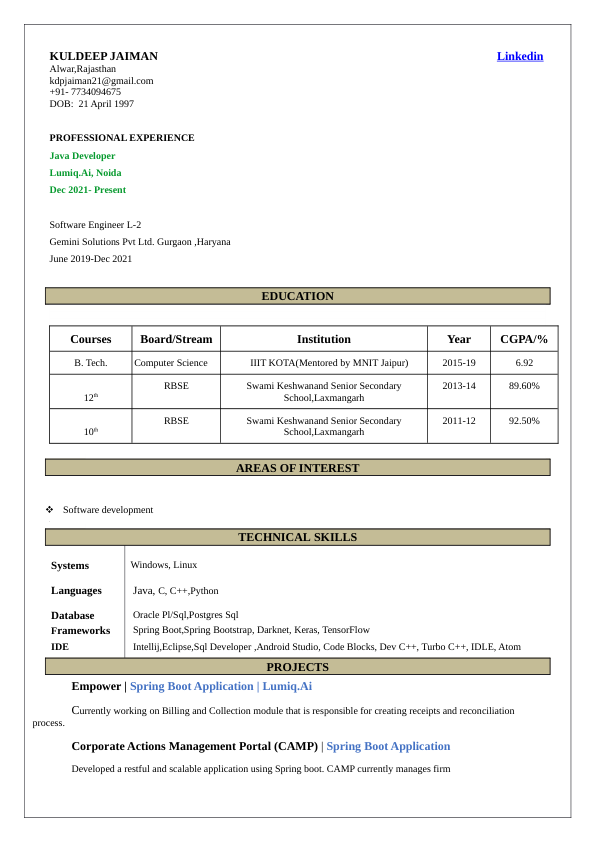 KULDEEP JAIMAN Linkedin
Alwar,Rajasthan
kdpjaiman21@gmail.com
+91- 7734094675
DOB: 21 April 1997
PROFESSIONAL EXPERIENCE
Java Developer
Lumiq.Ai, Noida
Dec 2021- Present
Software Engineer L-2
Gemini Solutions Pvt Ltd. Gurgaon ,Haryana
June 2019-Dec 2021
EDUCATION
Courses Board/Stream Institution Year CGPA/%
B. Tech. Computer Science IIIT KOTA(Mentored by MNIT Jaipur) 2015-19 6.92
12th RBSE Swami Keshwanand Senior Secondary School,Laxmangarh 2013-14 89.60%
10th RBSE Swami Keshwanand Senior Secondary School,Laxmangarh 2011-12 92.50%
AREAS OF INTEREST
❖ Software development
TECHNICAL SKILLS
Systems Windows, Linux
Languages Java, C, C++,Python
Database Oracle Pl/Sql,Postgres Sql
Frameworks Spring Boot,Spring Bootstrap, Darknet, Keras, TensorFlow
IDE Intellij,Eclipse,Sql Developer ,Android Studio, Code Blocks, Dev C++, Turbo C++, IDLE, Atom
PROJECTS
Empower | Spring Boot Application | Lumiq.Ai
Currently working on Billing and Collection module that is responsible for creating receipts and reconciliation
process.
Corporate Actions Management Portal (CAMP) | Spring Boot Application
Developed a restful and scalable application using Spring boot. CAMP currently manages firm